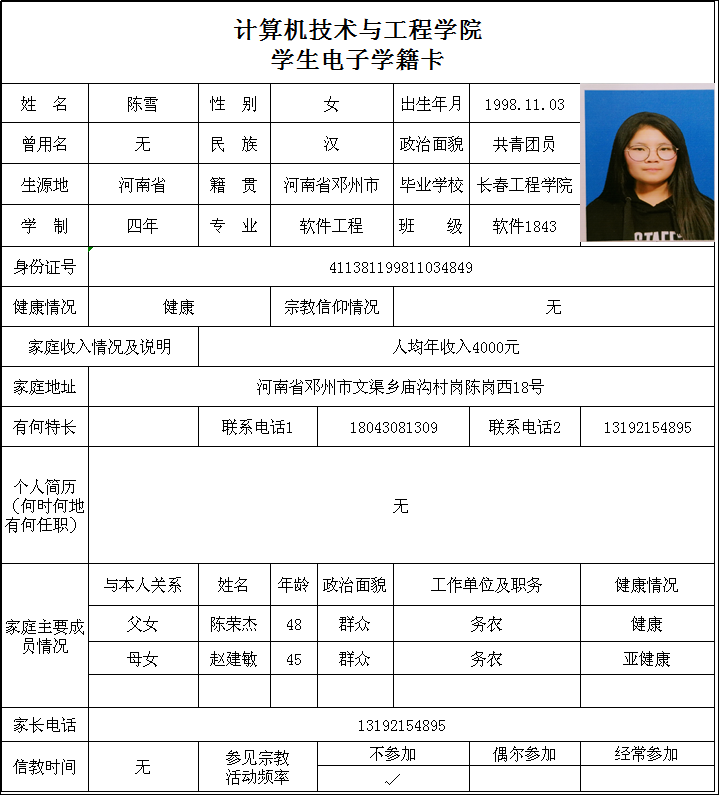 计算机技术与工程学院
学生电子学籍卡
姓 名 陈雪 性 别 女 出生年月 1998.11.03
曾用名 无 民 族 汉 政治面貌 共青团员
生源地 河南省 籍 贯 河南省邓州市 毕业学校 长春工程学院
学 制 四年 专 业 软件工程 班 级 软件1843
身份证号 411381199811034849
健康情况 健康 宗教信仰情况 无
家庭收入情况及说明 人均年收入4000元
家庭地址 河南省邓州市文渠乡庙沟村岗陈岗西18号
有何特长 联系电话1 18043081309 联系电话2 13192154895
个人简历
（何时何地
有何任职）
无
家庭主要成
员情况
与本人关系 姓名 年龄 政治面貌 工作单位及职务 健康情况
父女 陈荣杰 48 群众 务农 健康
母女 赵建敏 45 群众 务农 亚健康
家长电话 13192154895
信教时间 无 参见宗教
活动频率
不参加 偶尔参加 经常参加
✓